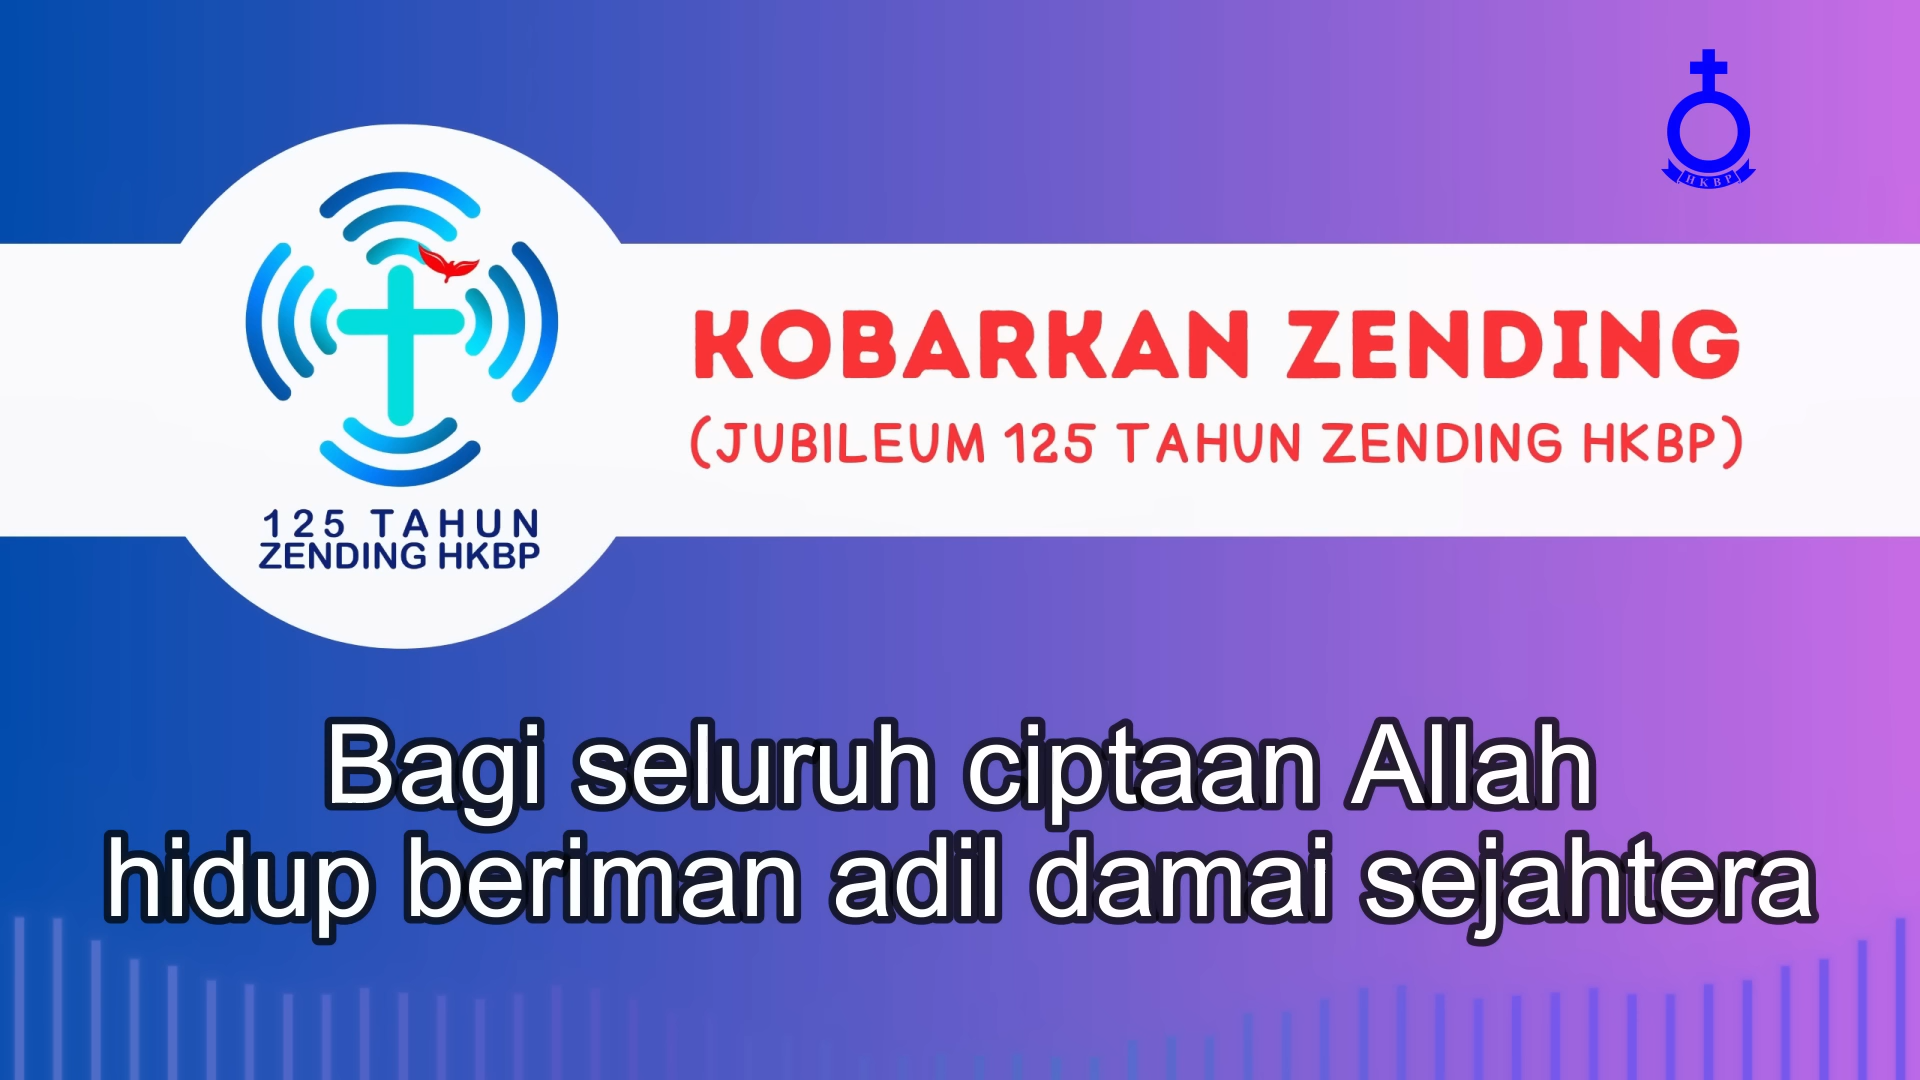 HKBP
KOBARKAN ZENDING
(JUBILEUM 125 TAHUN ZENDING HKBP)
125 TAHUN
ZENDING HKBP
Bagi seluruh ciptaan Allah
hidup beriman adil damai sejahtera